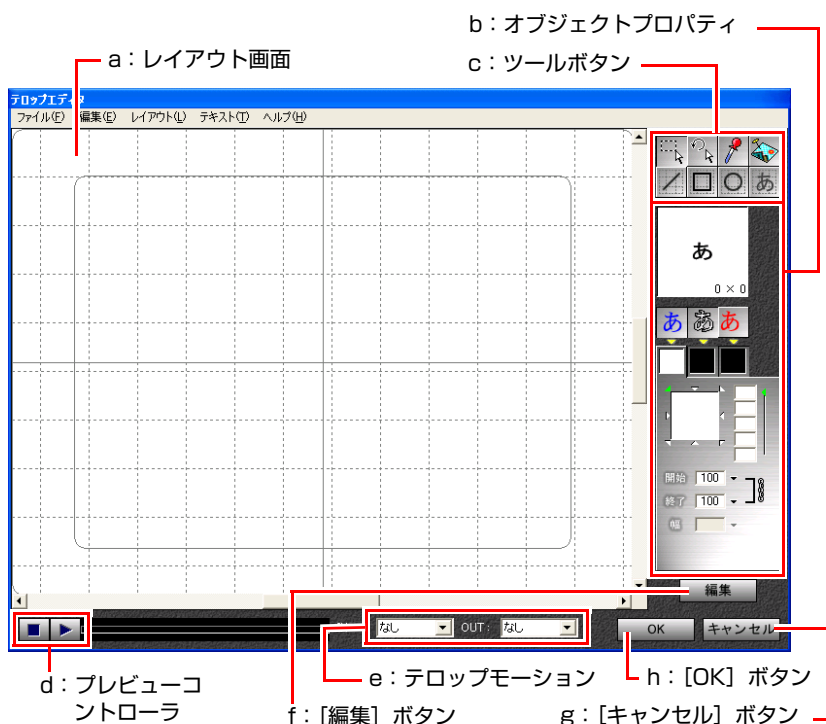 b：オブジェクトプロパティ
a：レイアウト画面
c：ツールボタン
テロップエディタ
ファイル(F) 編集(E) レイアウト(L) テキスト(T) ヘルプ(H)
あ
あ
0 × 0
あ あ あ
開始 100
終了 100
幅
編集
なし OUT： なし
OK キャンセル
d：プレビューコ
ントローラ
e：テロップモーション
h：[OK] ボタン
f：[編集] ボタン
g：[キャンセル] ボタン